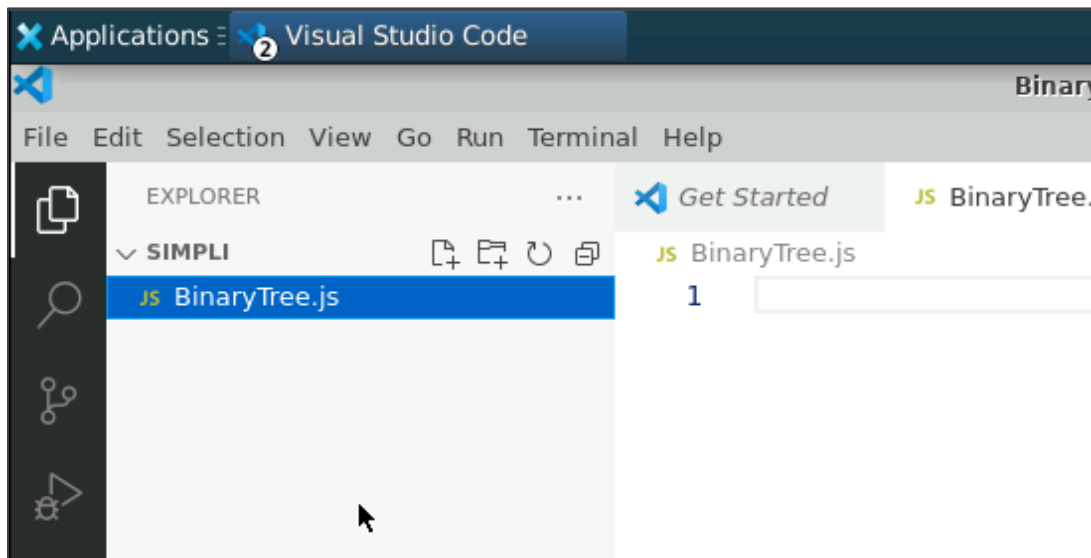 Applications Visual Studio Code
2
Binary
File Edit Selection View Go Run Terminal Help
EXPLORER ...
Get Started
JS BinaryTree.
SIMPLI
JS BinaryTree.js
JS BinaryTree.js
1